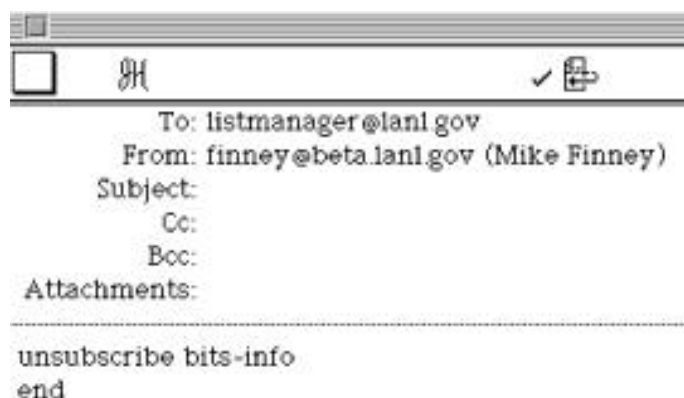 To: listmanager@lanl.gov
From: finney@beta.lanl.gov (Mike Finney)
Subject:
Cc:
Bcc:
Attachments:
unsubscribe bits-info
end